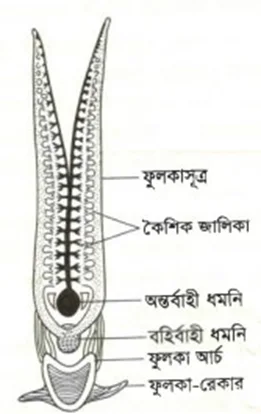 ফুলকাসূত্র
কৈশিক জালিকা
অন্তর্বাহী ধমনি
বহির্বাহী ধমনি
ফুলকা আর্চ
ফুলকা-রেকার